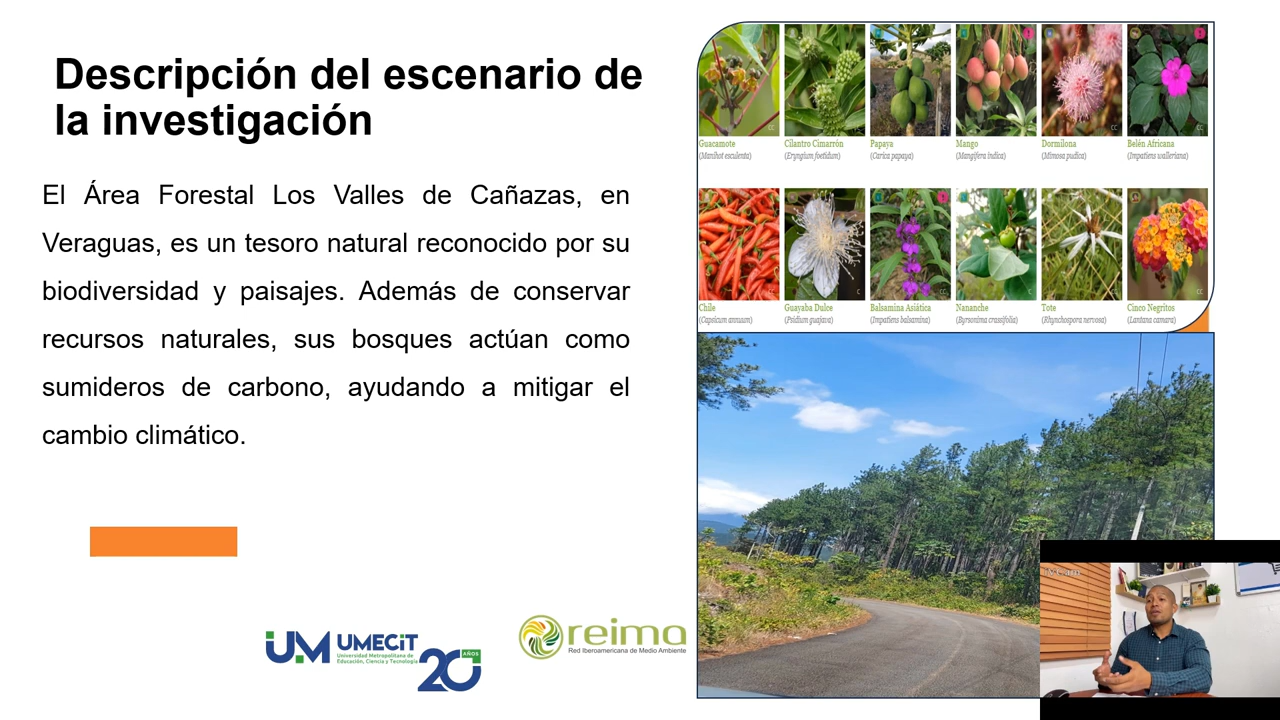 Descripción del escenario de
la investigación
El Área Forestal Los Valles de Cañazas, en
Veraguas, es un tesoro natural reconocido por su
biodiversidad y paisajes. Además de conservar
recursos naturales, sus bosques actúan como
sumideros de carbono, ayudando a mitigar el
cambio climático.
Guacamote
(Manihot esculenta)
Cilantro Cimarrón
(Eryngium foetidum)
Papaya
(Carica papaya)
Mango
(Mangifera indica)
Dormilona
(Mimosa pudica)
Belén Africana
(Impatiens walleriana)
Chile
(Capsicum annuum)
Guayaba Dulce
(Psidium guajava)
Balsamina Asiática
(Impatiens balsamina)
Nananche
(Byrsonima crassifolia)
Tote
(Rhynchospora nervosa)
Cinco Negritos
(Lantana camara)
UM UMECIT
Universidad Metropolitana de
Educación, Ciencia y Tecnología
20 AÑOS
reima
Red Iberoamericana de Medio Ambiente